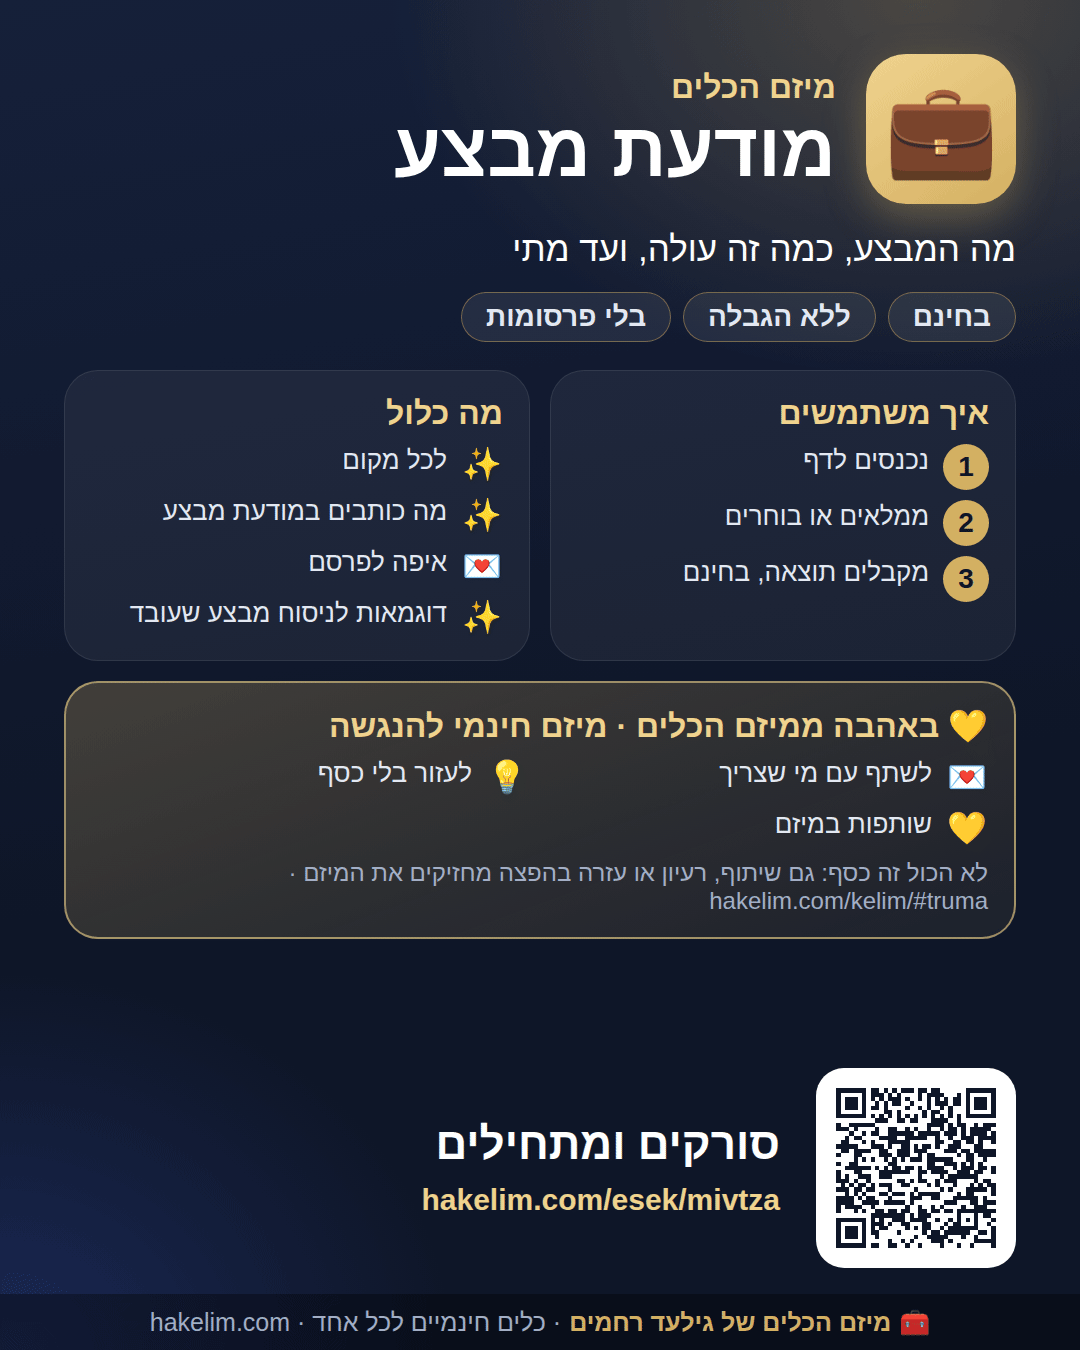 מיזם הכלים
מודעת מבצע
מה המבצע, כמה זה עולה, ועד מתי
בחינם
ללא הגבלה
בלי פרסומות
איך משתמשים
1 נכנסים לדף
2 ממלאים או בוחרים
3 מקבלים תוצאה, בחינם
מה כלול
✨ לכל מקום
✨ מה כותבים במודעת מבצע
💌 איפה לפרסם
✨ דוגמאות לניסוח מבצע שעובד
💛 באהבה ממיזם הכלים · מיזם חינמי להנגשה
💌 לשתף עם מי שצריך
💡 לעזור בלי כסף
💛 שותפות במיזם
לא הכול זה כסף: גם שיתוף, רעיון או עזרה בהפצה מחזיקים את המיזם ·
hakelim.com/kelim/#truma
סורקים ומתחילים
hakelim.com/esek/mivtza
🧰 מיזם הכלים של גילעד רחמים · כלים חינמיים לכל אחד · hakelim.com